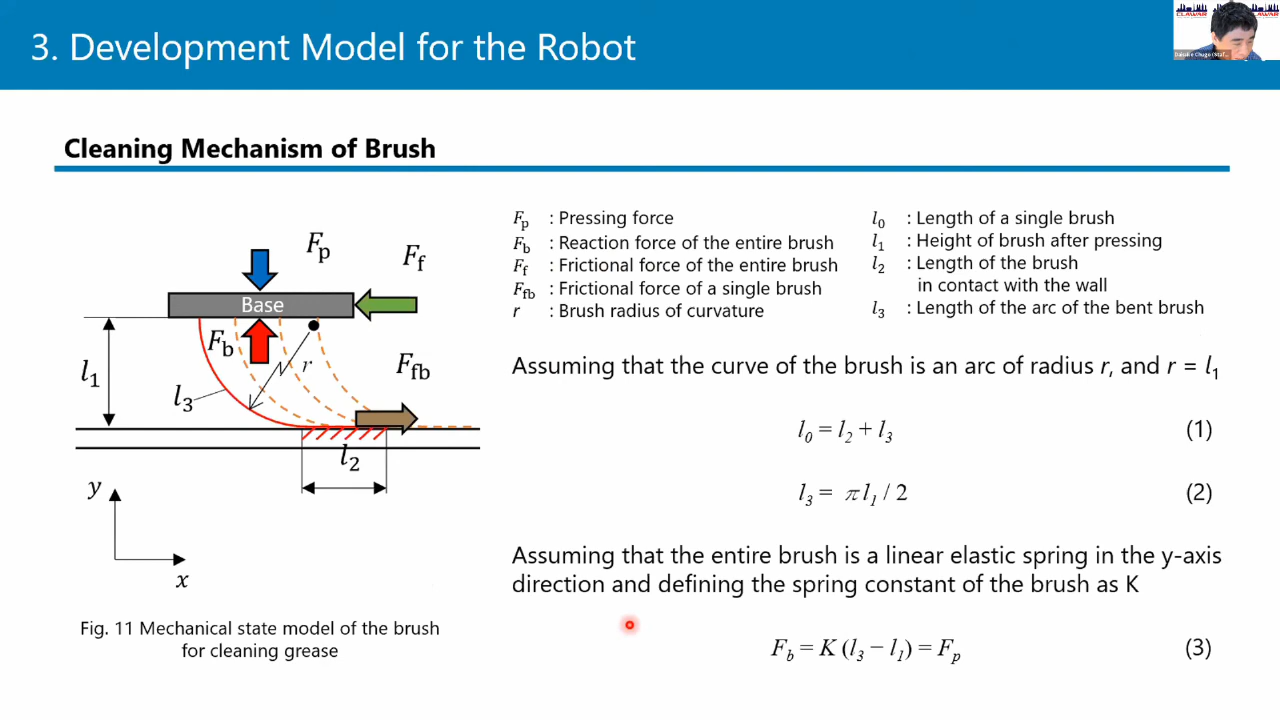 3. Development Model for the Robot
CLAWAR
Cleaning Mechanism of Brush
Fp
Ff
Base
Fb
r
l1
l3
Ffb
l2
y
x
Fig. 11 Mechanical state model of the brush
for cleaning grease
Fp : Pressing force
Fb : Reaction force of the entire brush
Ff : Frictional force of the entire brush
Ffb : Frictional force of a single brush
r : Brush radius of curvature
l0 : Length of a single brush
l1 : Height of brush after pressing
l2 : Length of the brush
in contact with the wall
l3 : Length of the arc of the bent brush
Assuming that the curve of the brush is an arc of radius r, and r = l1
l0 = l2 + l3 (1)
l3 = π l1 / 2 (2)
Assuming that the entire brush is a linear elastic spring in the y-axis
direction and defining the spring constant of the brush as K
Fb = K (l3 − l1) = Fp (3)